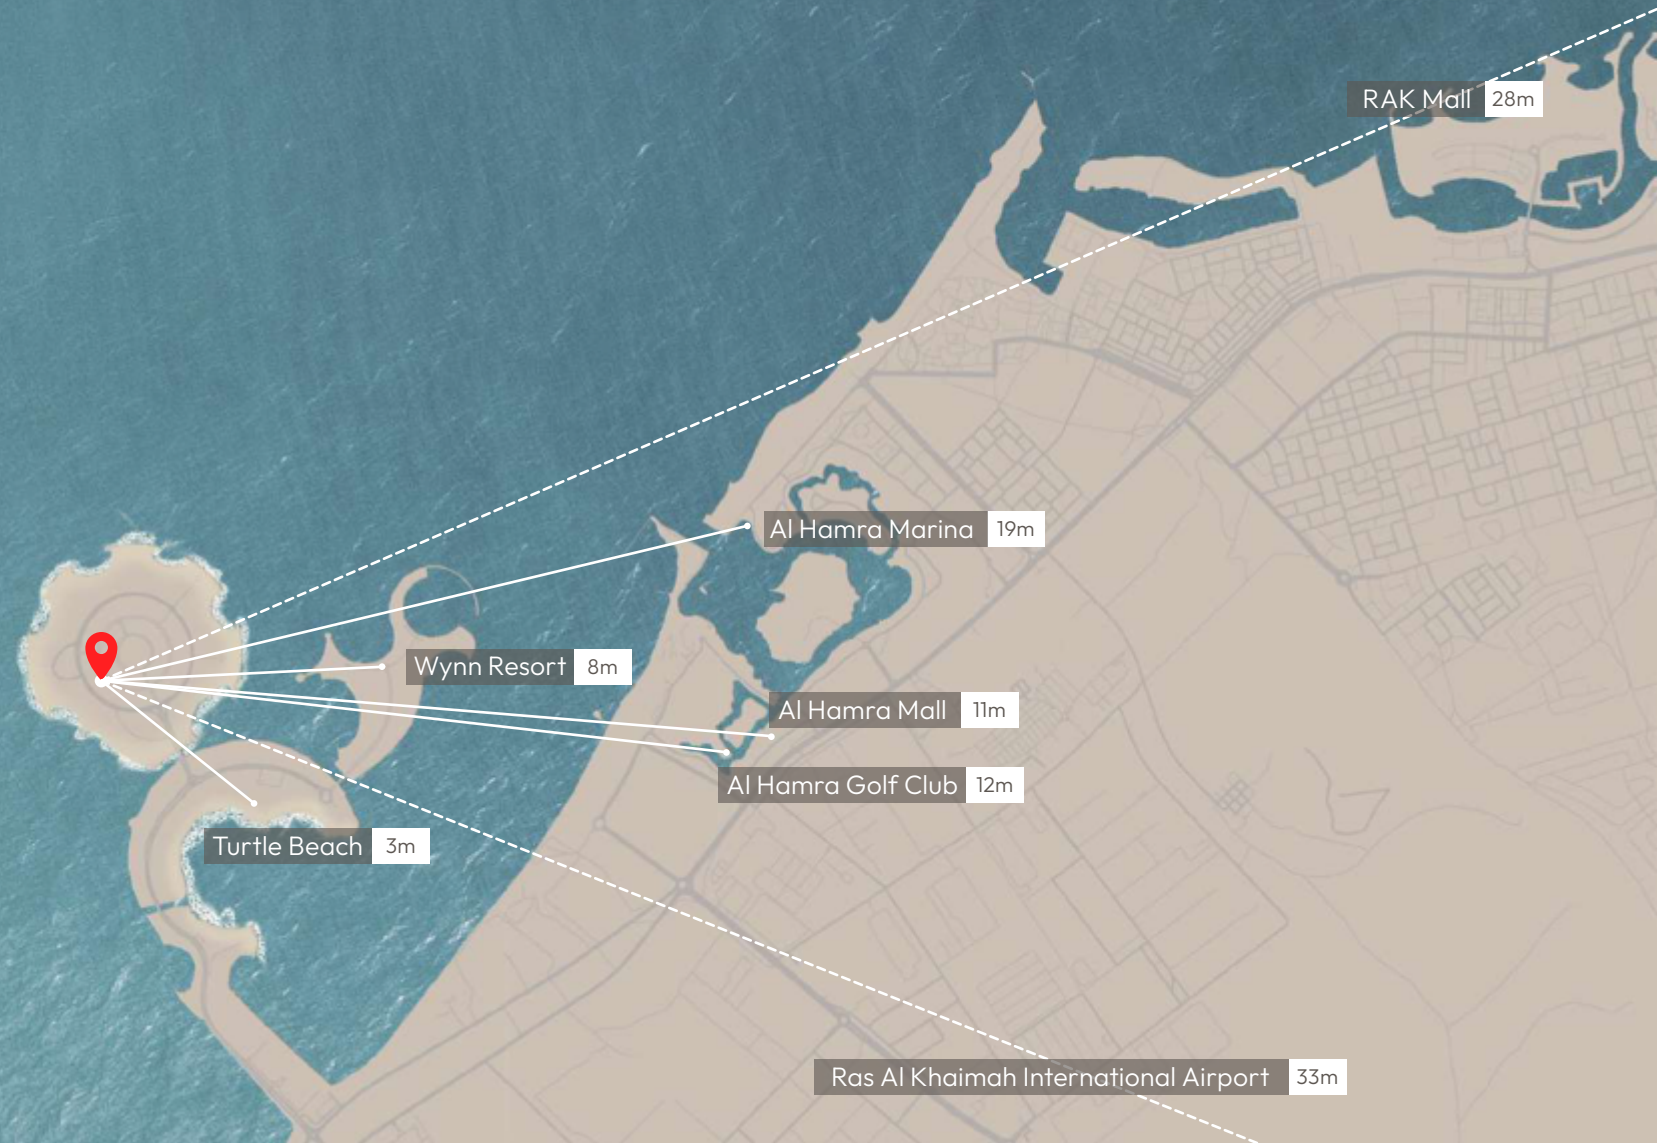 RAK Mall 28m
Al Hamra Marina 19m
Wynn Resort 8m
Al Hamra Mall 11m
Al Hamra Golf Club 12m
Turtle Beach 3m
Ras Al Khaimah International Airport 33m